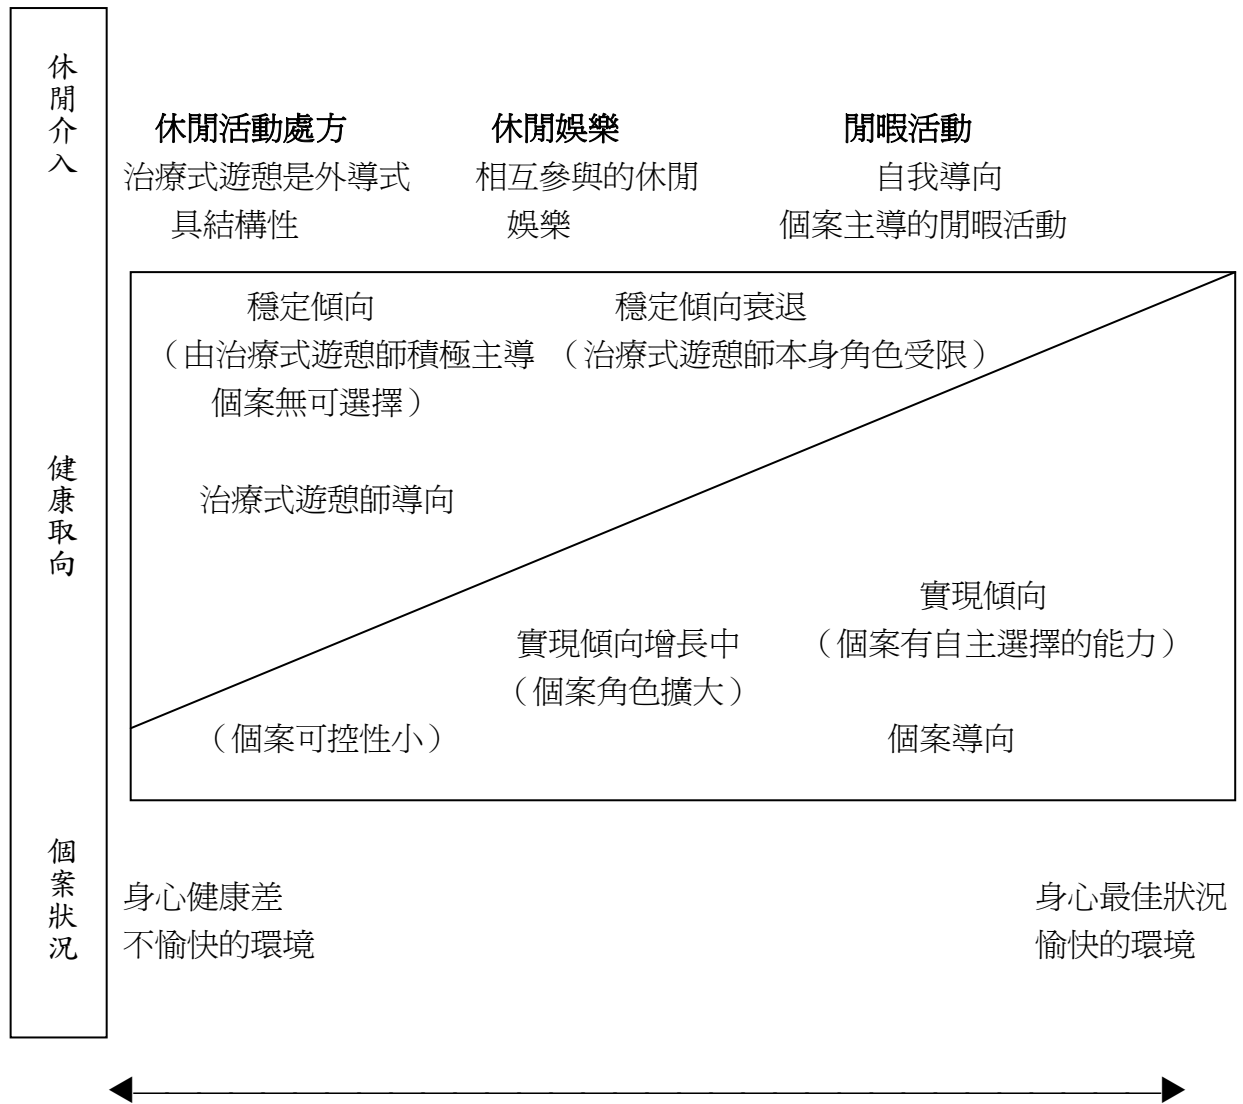 休閒介入
休閒活動處方
休閒娛樂
閒暇活動
治療式遊憩是外導式
相互參與的休閒
自我導向
具結構性
娛樂
個案主導的閒暇活動
健康取向
穩定傾向
穩定傾向衰退
（由治療式遊憩師積極主導
（治療式遊憩師本身角色受限）
個案無可選擇）
治療式遊憩師導向
實現傾向
實現傾向增長中
（個案有自主選擇的能力）
（個案角色擴大）
（個案可控性小）
個案導向
個案狀況
身心健康差
身心最佳狀況
不愉快的環境
愉快的環境